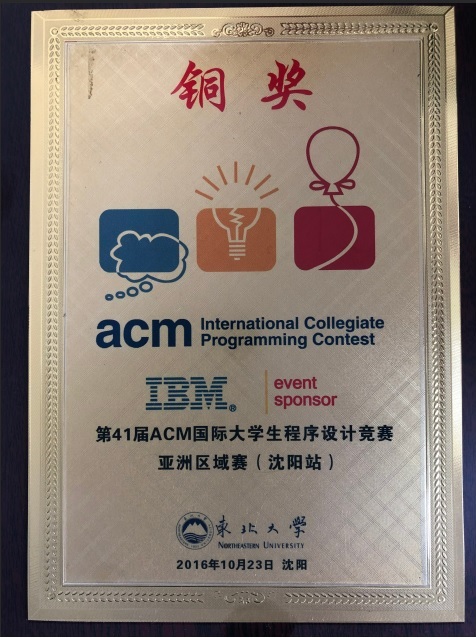 铜奖
acm International Collegiate
Programming Contest
IBM® event
sponsor
第41届ACM国际大学生程序设计竞赛
亚洲区域赛（沈阳站）
東北大學
NORTHEASTERN UNIVERSITY
2016年10月23日 沈阳